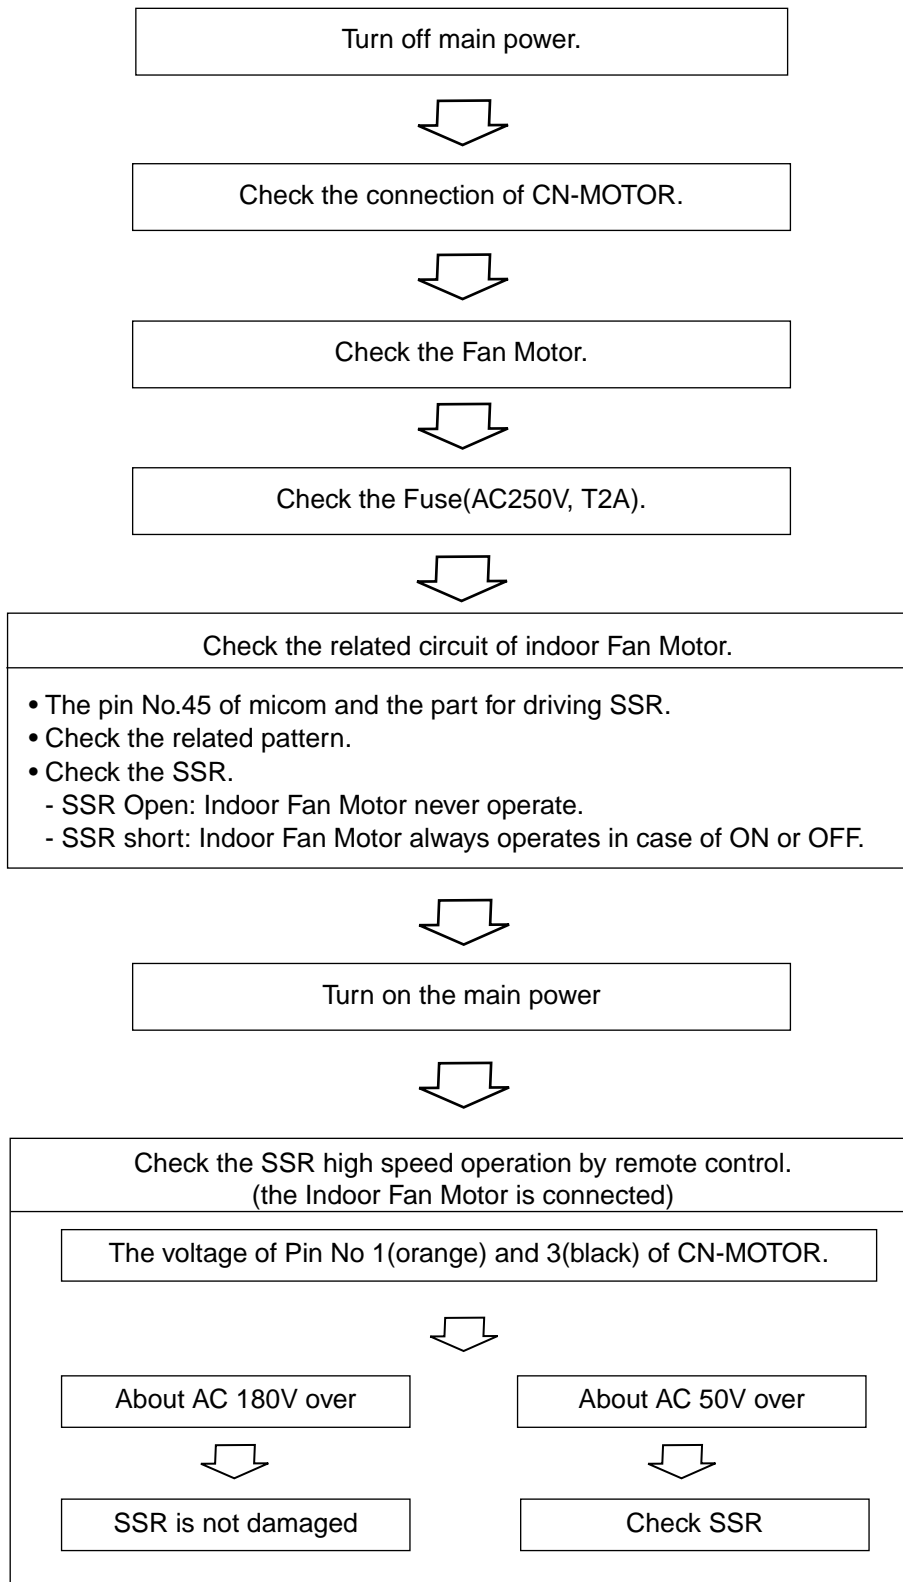 Turn off main power.
Check the connection of CN-MOTOR.
Check the Fan Motor.
Check the Fuse(AC250V, T2A).
Check the related circuit of indoor Fan Motor.
• The pin No.45 of micom and the part for driving SSR.
• Check the related pattern.
• Check the SSR.
- SSR Open: Indoor Fan Motor never operate.
- SSR short: Indoor Fan Motor always operates in case of ON or OFF.
Turn on the main power
Check the SSR high speed operation by remote control.
(the Indoor Fan Motor is connected)
The voltage of Pin No 1(orange) and 3(black) of CN-MOTOR.
About AC 180V over
About AC 50V over
SSR is not damaged
Check SSR